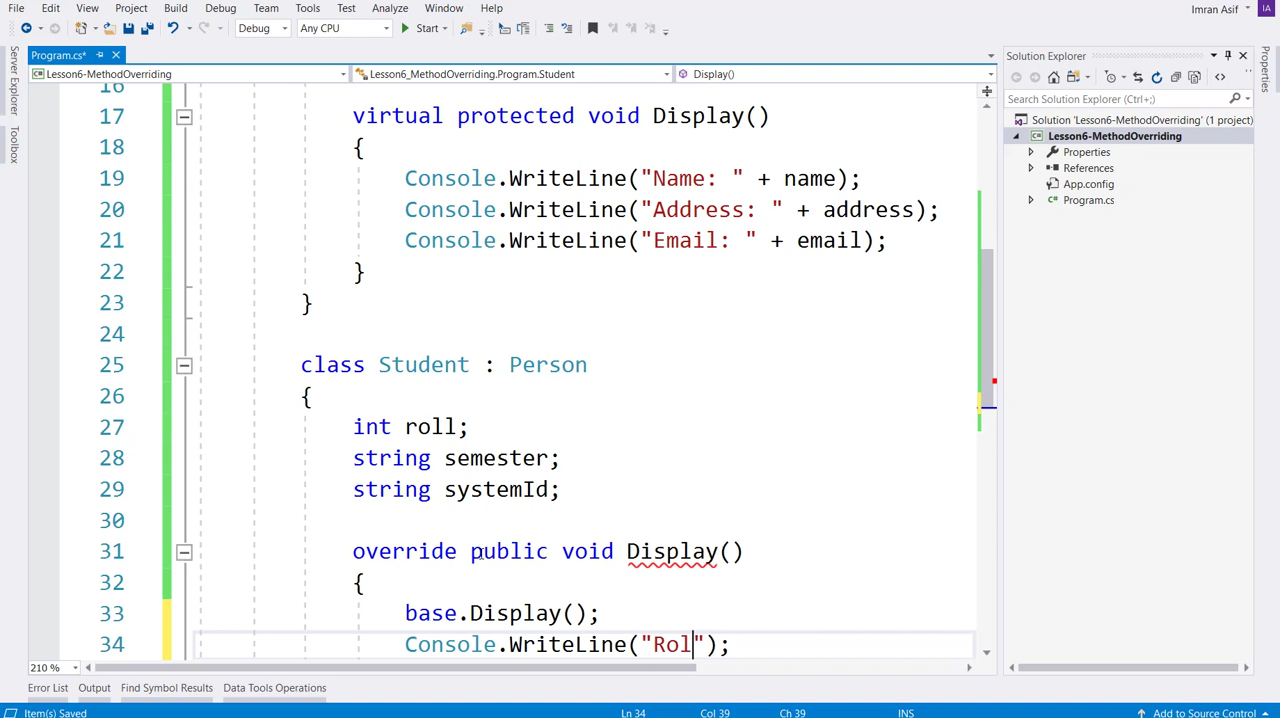 File Edit View Project Build Debug Team Tools Test Analyze Window Help
Imran Asif IA
Debug Any CPU Start
Program.cs*
Lesson6-MethodOverriding Lesson6_MethodOverriding.Program.Student Display()
Server Explorer
Toolbox
16
17 virtual protected void Display()
18 {
19 Console.WriteLine("Name: " + name);
20 Console.WriteLine("Address: " + address);
21 Console.WriteLine("Email: " + email);
22 }
23 }
24
25 class Student : Person
26 {
27 int roll;
28 string semester;
29 string systemId;
30
31 override public void Display()
32 {
33 base.Display();
34 Console.WriteLine("Rol");
210 %
Solution Explorer
Search Solution Explorer (Ctrl+;)
Solution 'Lesson6-MethodOverriding' (1 project)
Lesson6-MethodOverriding
Properties
References
App.config
C# Program.cs
Properties
Error List Output Find Symbol Results Data Tools Operations
Item(s) Saved Ln 34 Col 39 Ch 39 INS Add to Source Control